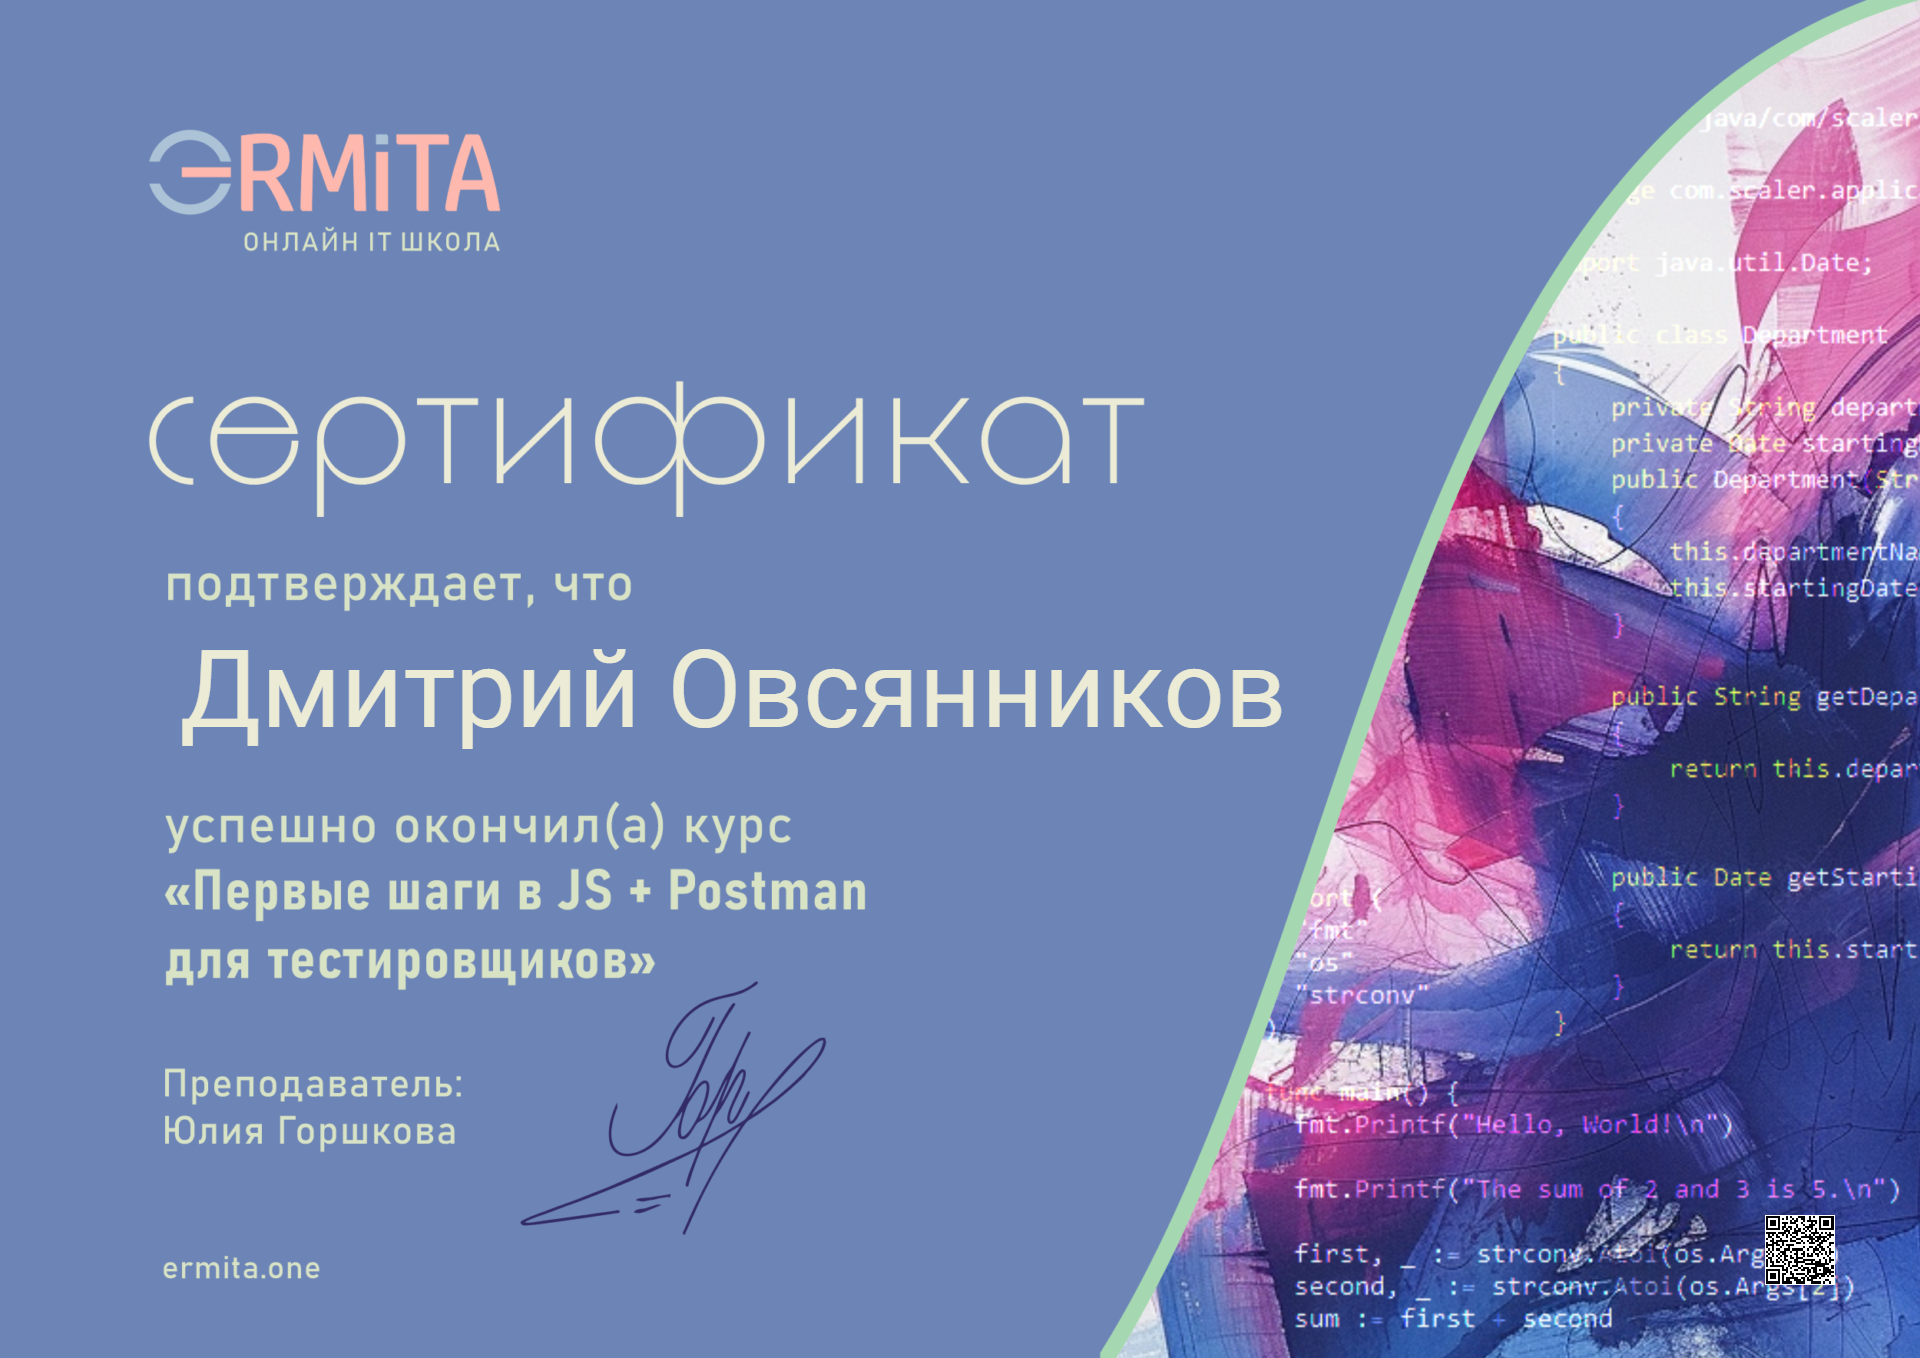 ERMiTA
ОНЛАЙН IT ШКОЛА
сертификат
подтверждает, что
Дмитрий Овсянников
успешно окончил(а) курс
«Первые шаги в JS + Postman
для тестировщиков»
Преподаватель:
Юлия Горшкова
ermita.one
java/com/scaler
com.scaler.applic
port java.util.Date;
public class Department
{
private String depart
private Date starting
public Department(Str
{
this.departmentNa
this.startingDate
}
public String getDepa
{
return this.depar
}
public Date getStarti
{
return this.start
}
}
ort (
"fmt"
"os"
"strconv"
)
func main() {
fmt.Printf("Hello, World!\n")
fmt.Printf("The sum of 2 and 3 is 5.\n")
first, _ := strconv.Atoi(os.Arg
second, _ := strconv.Atoi(os.Args[2])
sum := first + second